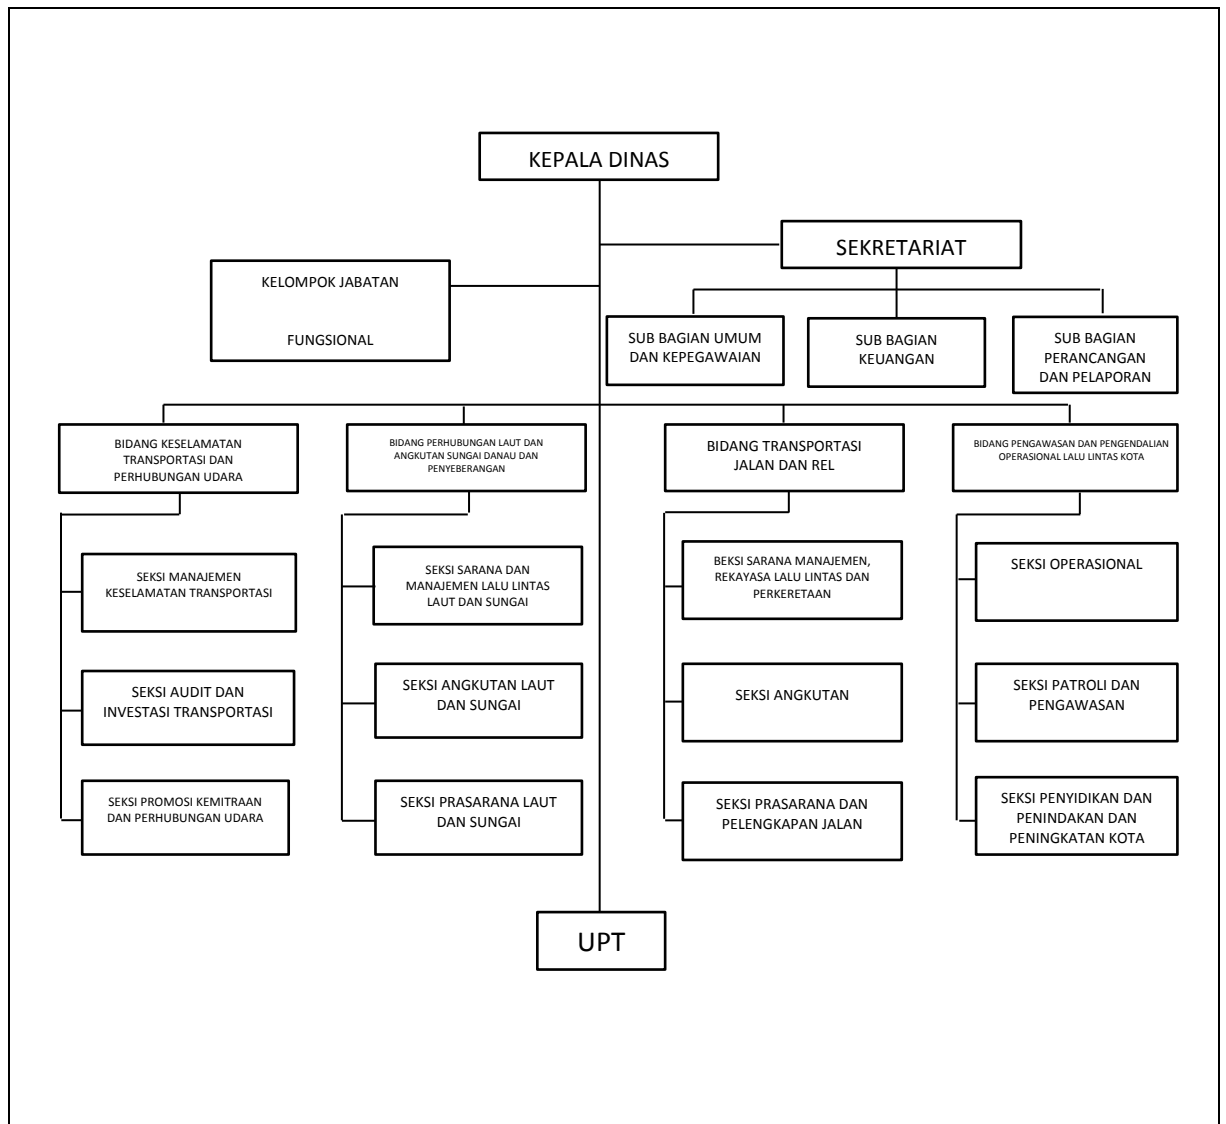 KEPALA DINAS
SEKRETARIAT
KELOMPOK JABATAN
FUNGSIONAL
SUB BAGIAN UMUM
DAN KEPEGAWAIAN
SUB BAGIAN
KEUANGAN
SUB BAGIAN
PERANCANGAN
DAN PELAPORAN
BIDANG KESELAMATAN
TRANSPORTASI DAN
PERHUBUNGAN UDARA
BIDANG PERHUBUNGAN LAUT DAN
ANGKUTAN SUNGAI DANAU DAN
PENYEBERANGAN
BIDANG TRANSPORTASI
JALAN DAN REL
BIDANG PENGAWASAN DAN PENGENDALIAN
OPERASIONAL LALU LINTAS KOTA
SEKSI MANAJEMEN
KESELAMATAN TRANSPORTASI
SEKSI SARANA DAN
MANAJEMEN LALU LINTAS
LAUT DAN SUNGAI
BEKSI SARANA MANAJEMEN,
REKAYASA LALU LINTAS DAN
PERKERETAAN
SEKSI OPERASIONAL
SEKSI AUDIT DAN
INVESTASI TRANSPORTASI
SEKSI ANGKUTAN LAUT
DAN SUNGAI
SEKSI ANGKUTAN
SEKSI PATROLI DAN
PENGAWASAN
SEKSI PROMOSI KEMITRAAN
DAN PERHUBUNGAN UDARA
SEKSI PRASARANA LAUT
DAN SUNGAI
SEKSI PRASARANA DAN
PELENGKAPAN JALAN
SEKSI PENYIDIKAN DAN
PENINDAKAN DAN
PENINGKATAN KOTA
UPT